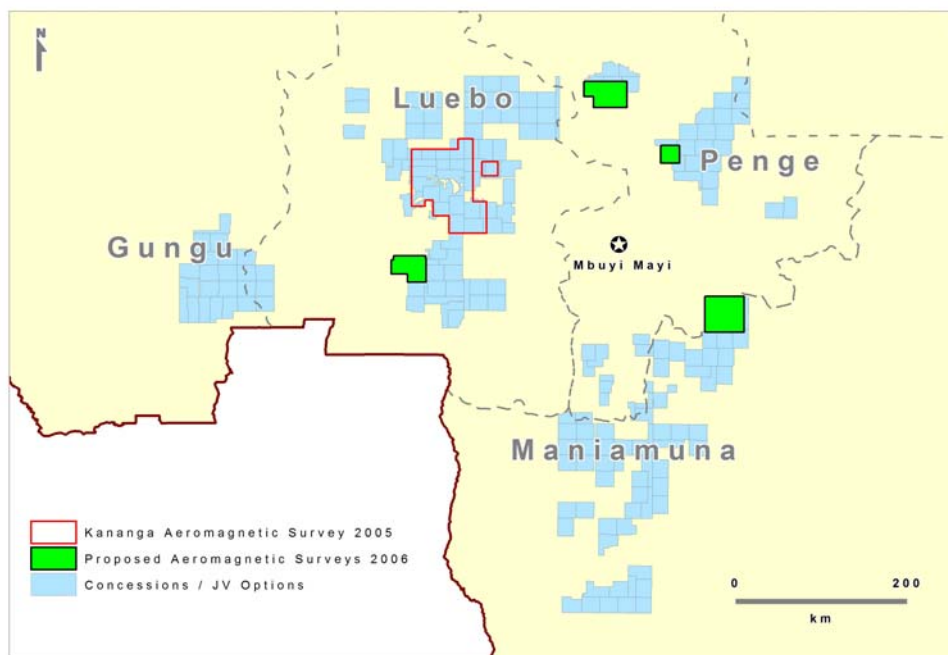 N
Luebo
Penge
Gungu
Mbuyi Mayi
Maniamuna
Kananga Aeromagnetic Survey 2005
Proposed Aeromagnetic Surveys 2006
Concessions / JV Options
0 200
km